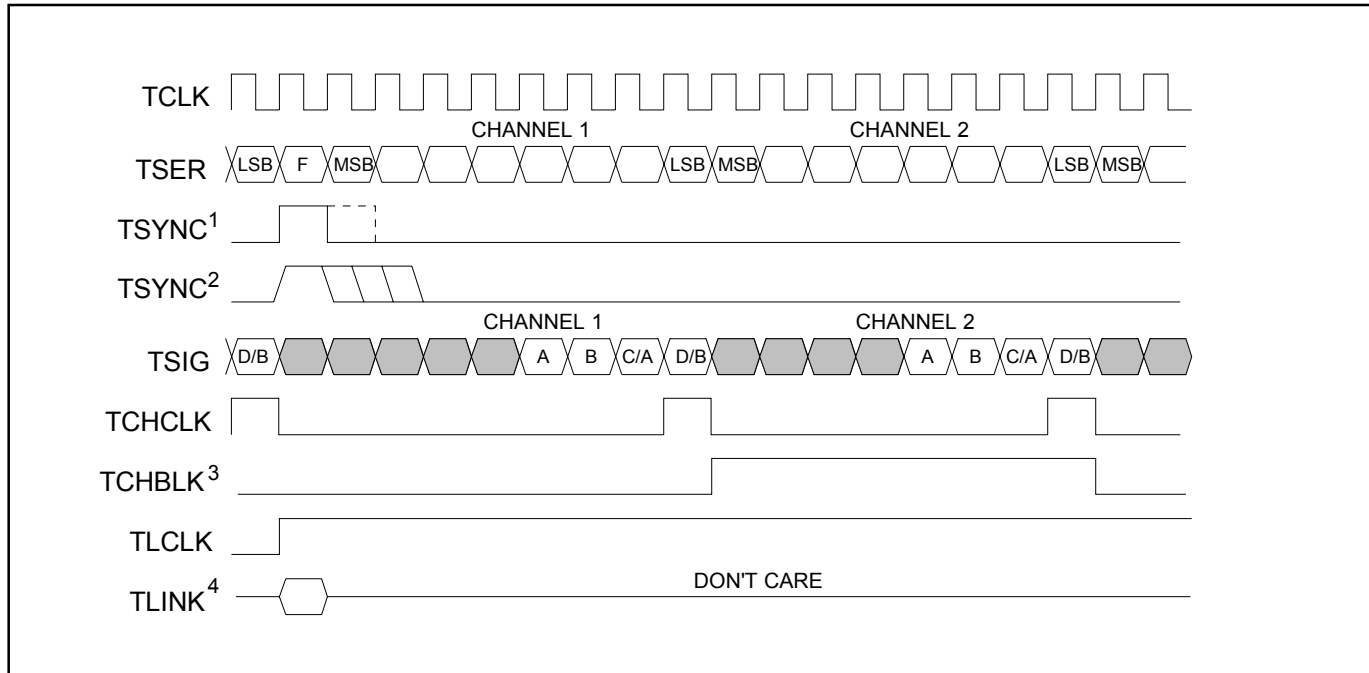 TCLK
CHANNEL 1 CHANNEL 2
TSER LSB F MSB LSB MSB LSB MSB
TSYNC1
TSYNC2
CHANNEL 1 CHANNEL 2
TSIG D/B A B C/A D/B A B C/A D/B
TCHCLK
TCHBLK3
TLCLK
DON'T CARE
TLINK4